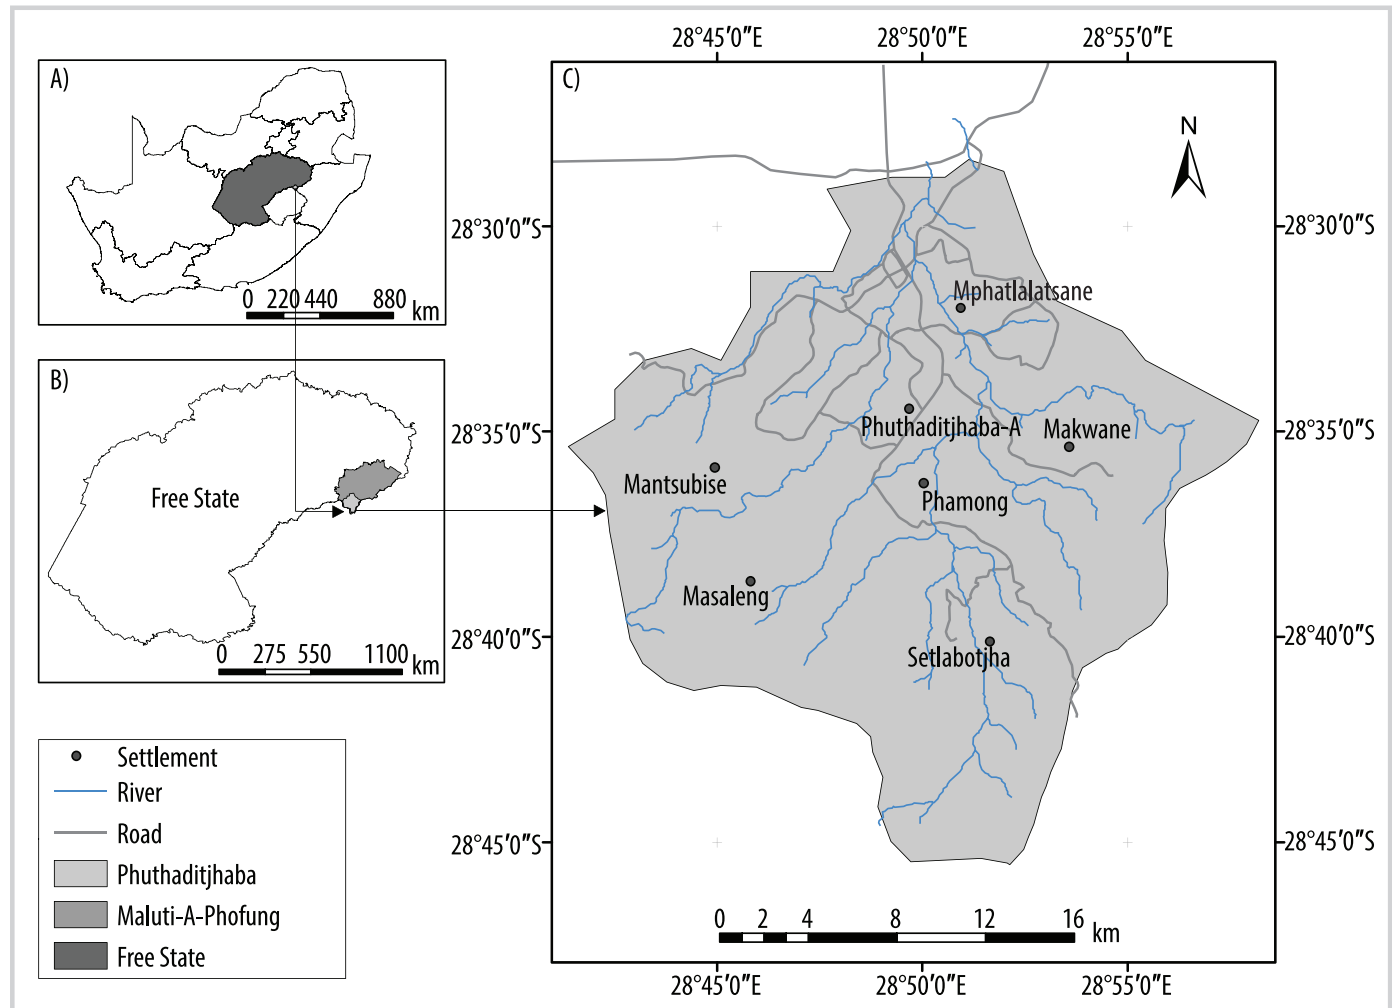 A)
0 220 440 880 km
B)
Free State
0 275 550 1100 km
Settlement
River
Road
Phuthaditjhaba
Maluti-A-Phofung
Free State
28°45′0″E 28°50′0″E 28°55′0″E
C)
N
28°30′0″S 28°30′0″S
Mphatlalatsane
Phuthaditjhaba-A
Makwane
28°35′0″S 28°35′0″S
Mantsubise
Phamong
Masaleng
28°40′0″S 28°40′0″S
Setlabotjha
28°45′0″S 28°45′0″S
0 2 4 8 12 16 km
28°45′0″E 28°50′0″E 28°55′0″E